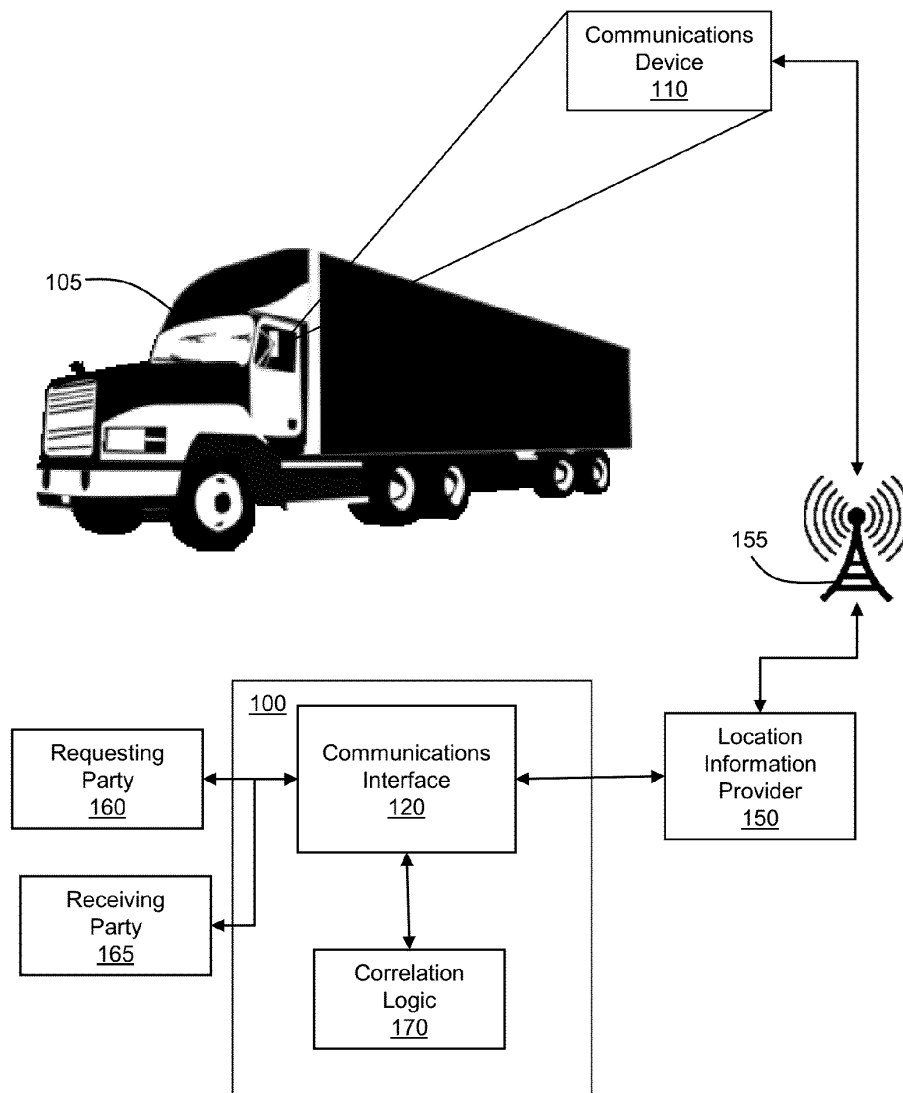 Communications
Device
110
105
155
100
Communications
Interface
120
Location
Information
Provider
150
Requesting
Party
160
Receiving
Party
165
Correlation
Logic
170